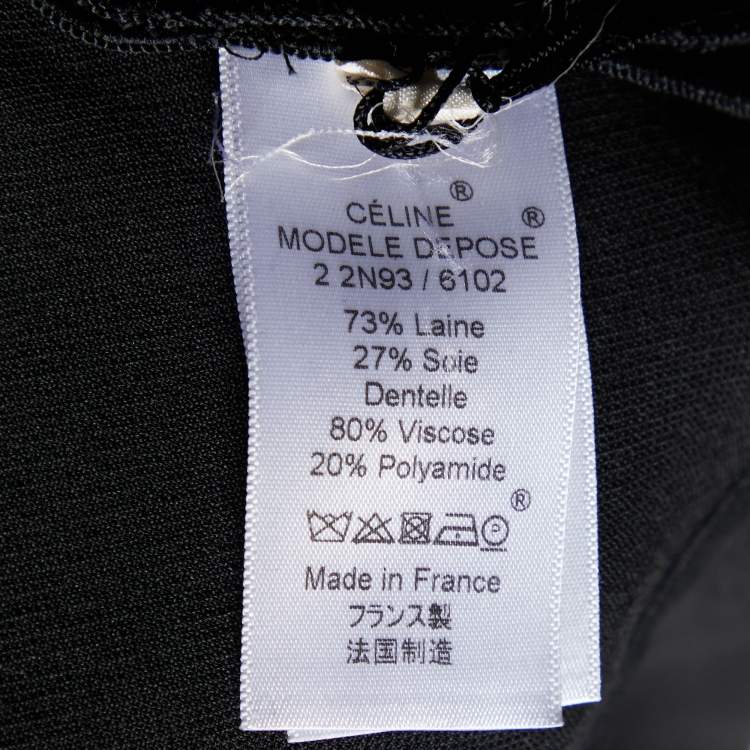 CÉLINE ®
MODELE DEPOSE ®
2 2N93 / 6102
73% Laine
27% Soie
Dentelle
80% Viscose
20% Polyamide
®
P
Made in France
フランス製
法国制造